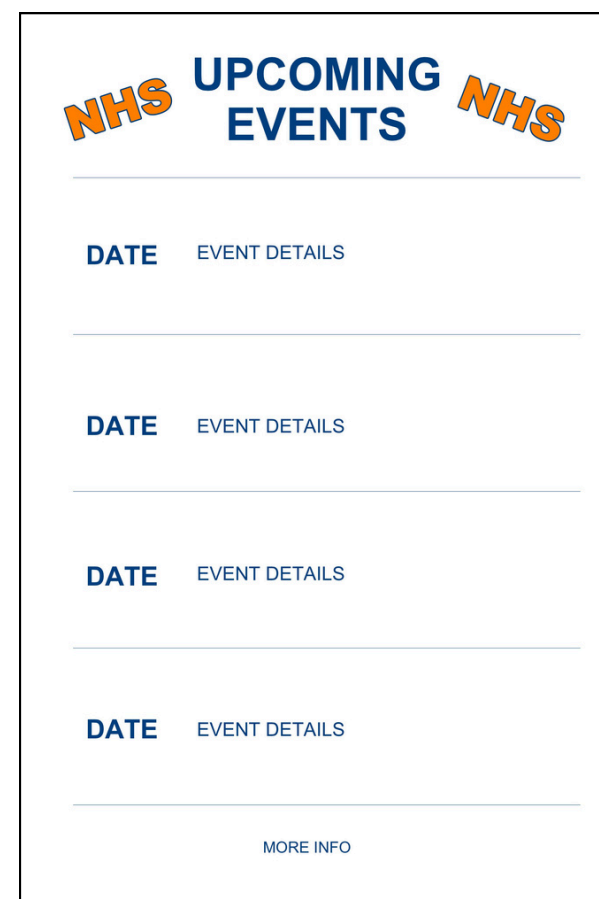 UPCOMING
NHS EVENTS NHS
DATE EVENT DETAILS
DATE EVENT DETAILS
DATE EVENT DETAILS
DATE EVENT DETAILS
MORE INFO